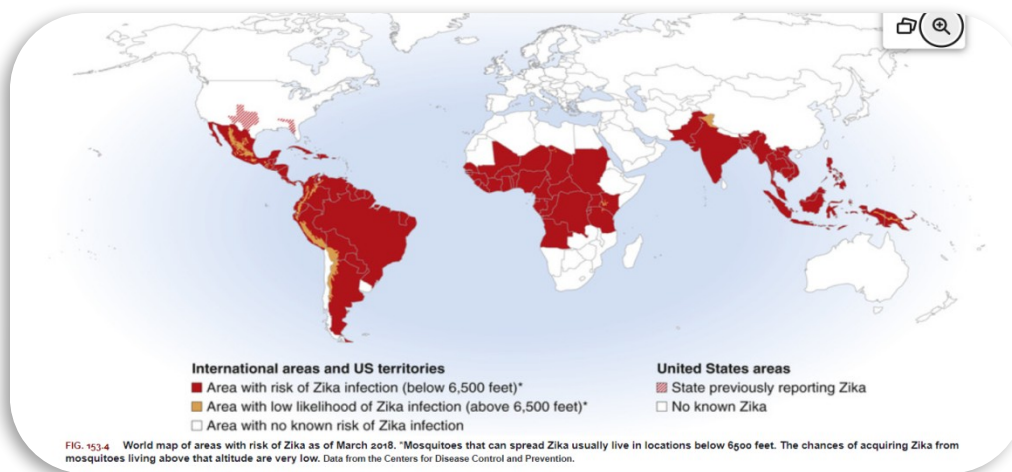 International areas and US territories
Area with risk of Zika infection (below 6,500 feet)*
Area with low likelihood of Zika infection (above 6,500 feet)*
Area with no known risk of Zika infection
United States areas
State previously reporting Zika
No known Zika
FIG. 153.4 World map of areas with risk of Zika as of March 2018. *Mosquitoes that can spread Zika usually live in locations below 6500 feet. The chances of acquiring Zika from
mosquitoes living above that altitude are very low. Data from the Centers for Disease Control and Prevention.